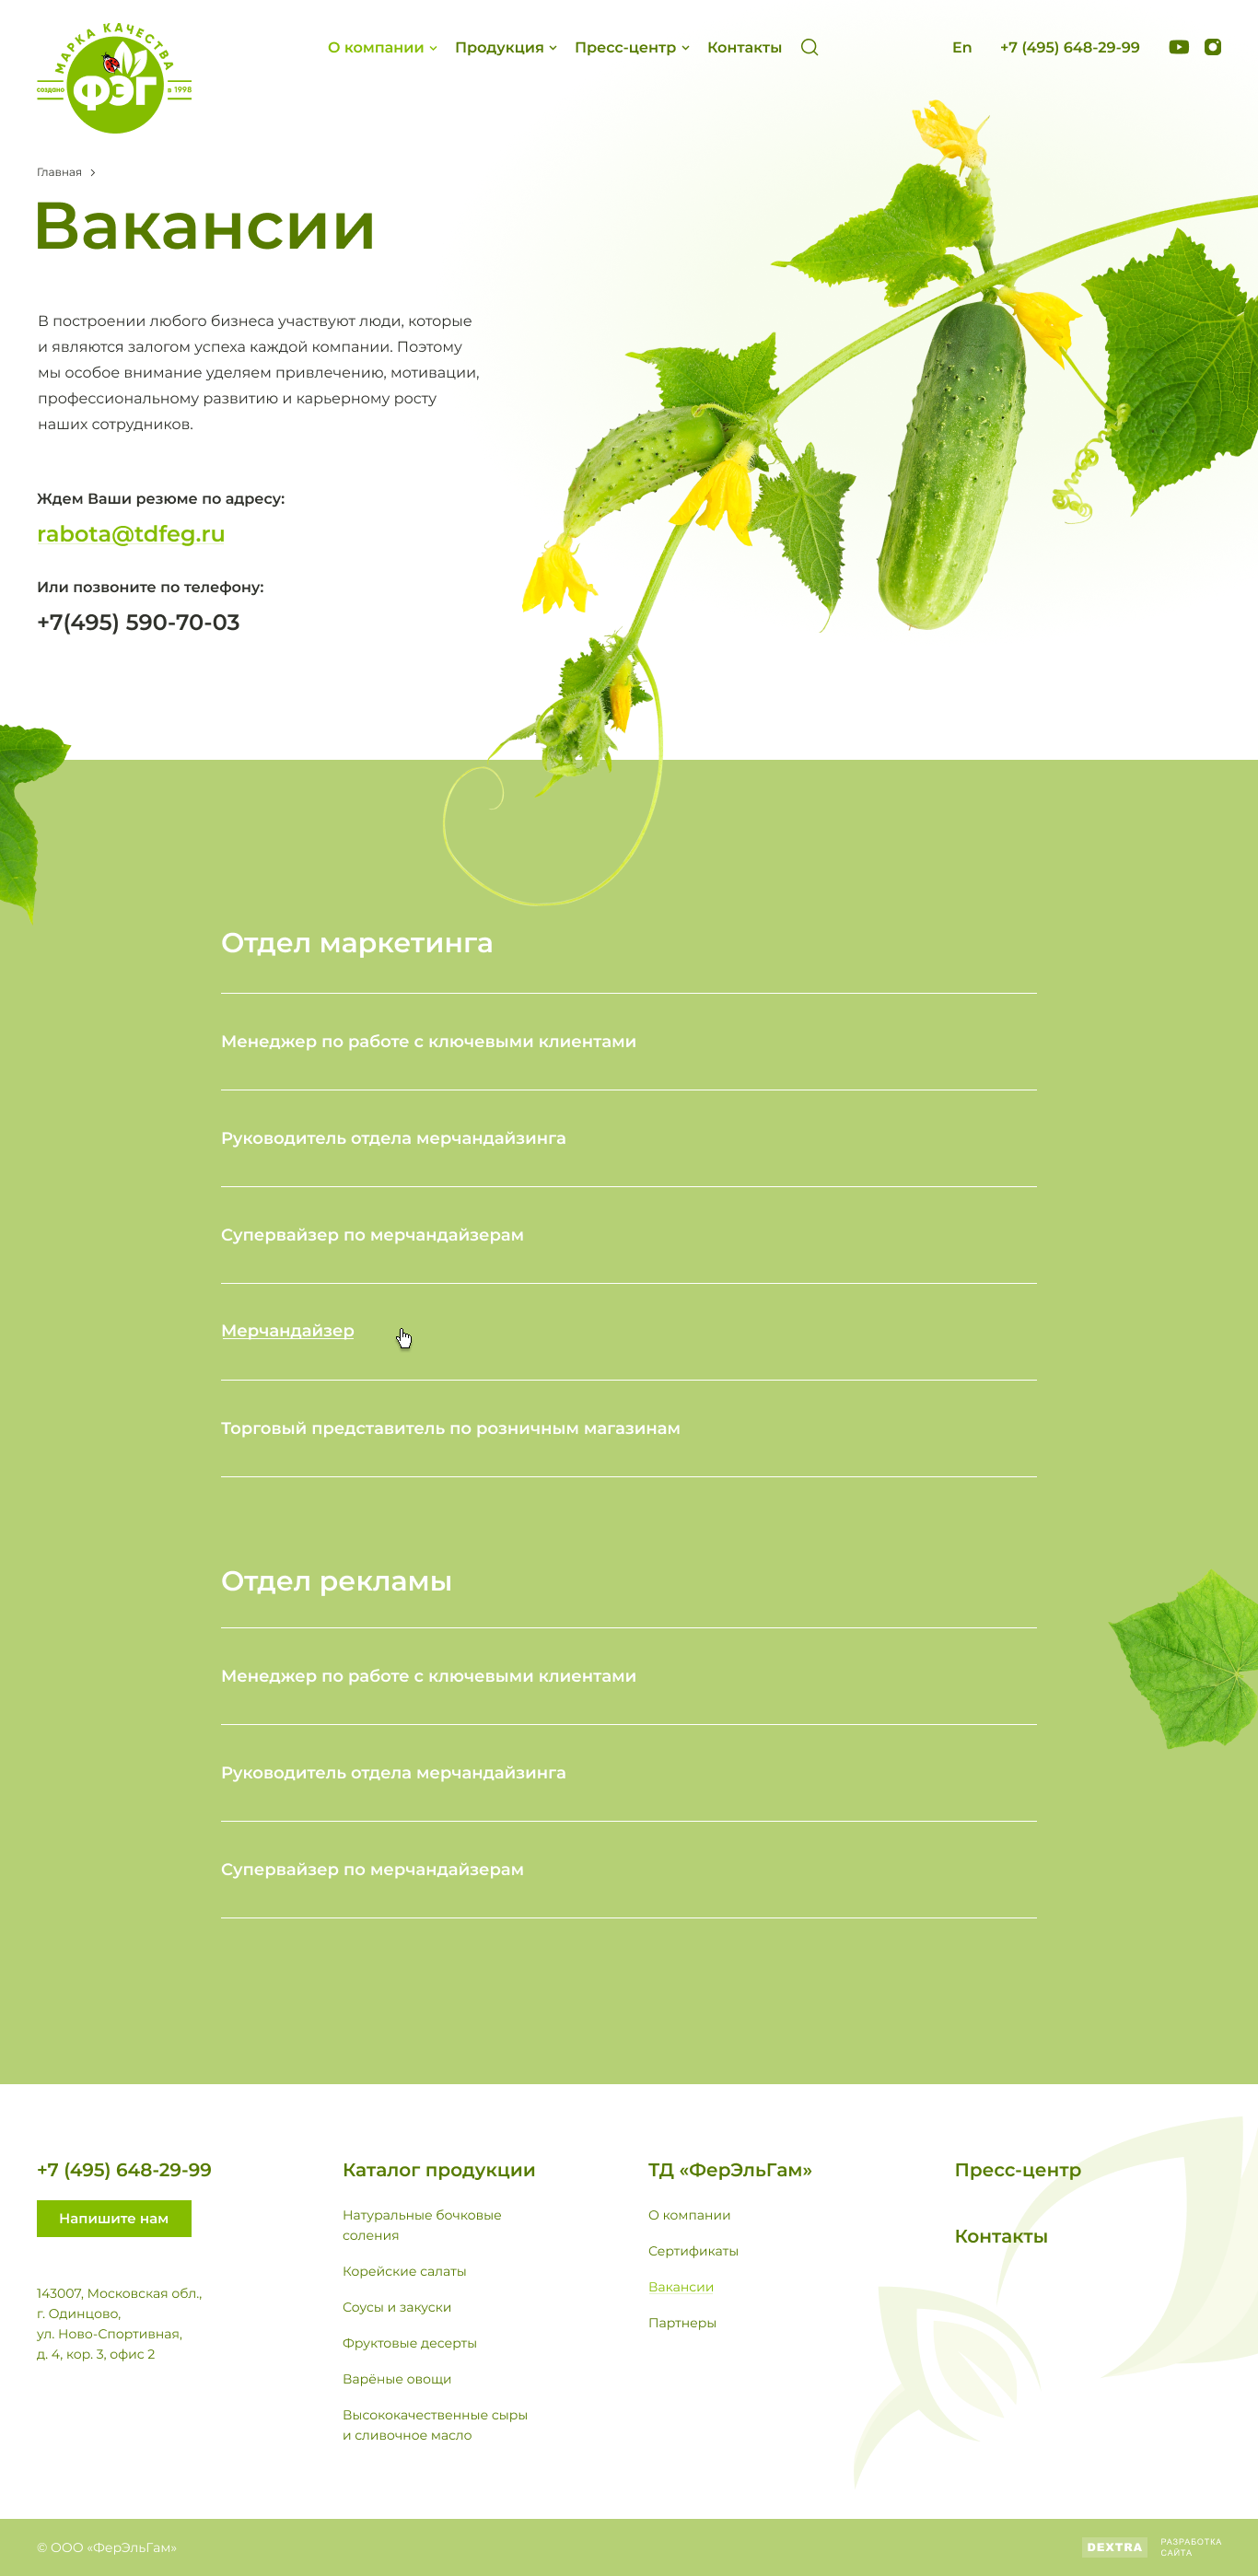 МАРКА КАЧЕСТВА
создано
ФЭГ
в 1998
О компании
Продукция
Пресс-центр
Контакты
En
+7 (495) 648-29-99
Главная
Вакансии
В построении любого бизнеса участвуют люди, которые
и являются залогом успеха каждой компании. Поэтому
мы особое внимание уделяем привлечению, мотивации,
профессиональному развитию и карьерному росту
наших сотрудников.
Ждем Ваши резюме по адресу:
rabota@tdfeg.ru
Или позвоните по телефону:
+7(495) 590-70-03
Отдел маркетинга
Менеджер по работе с ключевыми клиентами
Руководитель отдела мерчандайзинга
Супервайзер по мерчандайзерам
Мерчандайзер
Торговый представитель по розничным магазинам
Отдел рекламы
Менеджер по работе с ключевыми клиентами
Руководитель отдела мерчандайзинга
Супервайзер по мерчандайзерам
+7 (495) 648-29-99
Напишите нам
143007, Московская обл.,
г. Одинцово,
ул. Ново-Спортивная,
д. 4, кор. 3, офис 2
Каталог продукции
Натуральные бочковые
соления
Корейские салаты
Соусы и закуски
Фруктовые десерты
Варёные овощи
Высококачественные сыры
и сливочное масло
ТД «ФерЭльГам»
О компании
Сертификаты
Вакансии
Партнеры
Пресс-центр
Контакты
© ООО «ФерЭльГам»
DEXTRA
РАЗРАБОТКА
САЙТА